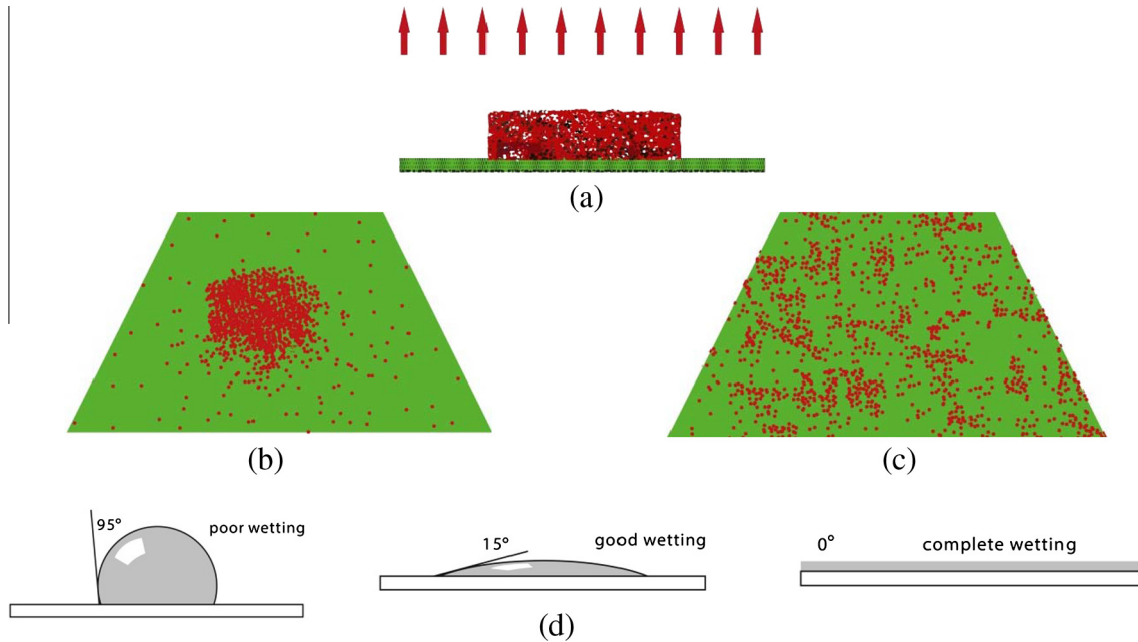 (a)
(b)
(c)
95°
poor wetting
15°
good wetting
0°
complete wetting
(d)